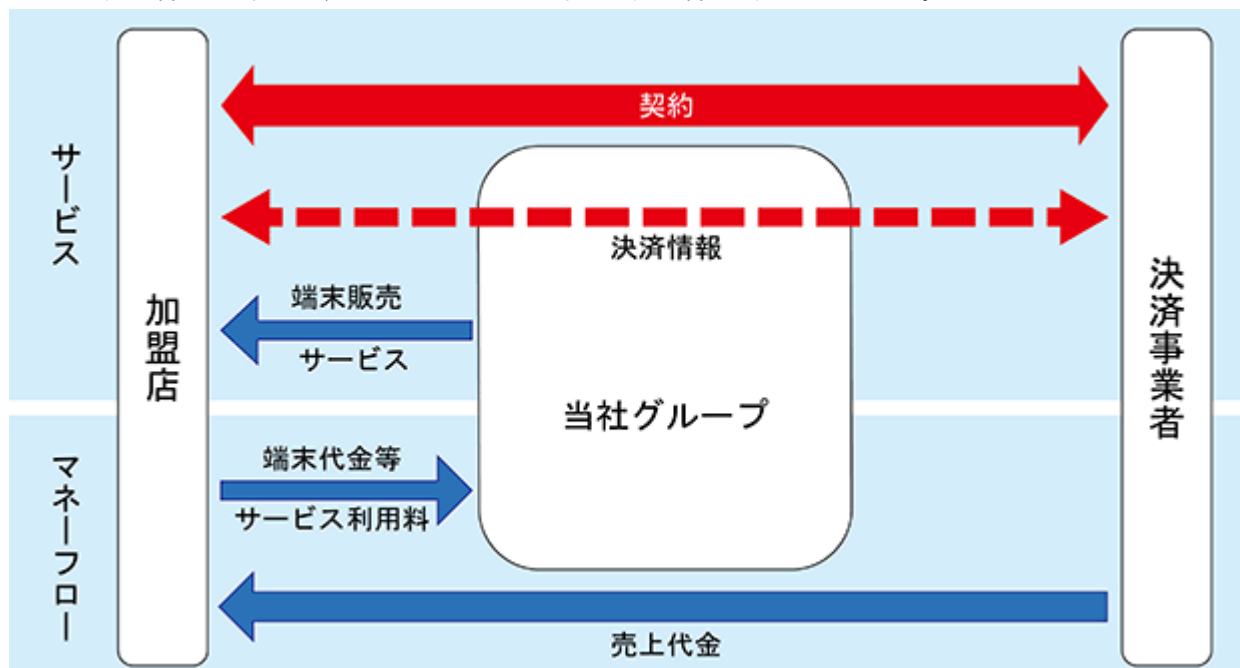 契約
サービス
決済情報
端末販売
サービス
加盟店
決済事業者
当社グループ
マネーフロー
端末代金等
サービス利用料
売上代金